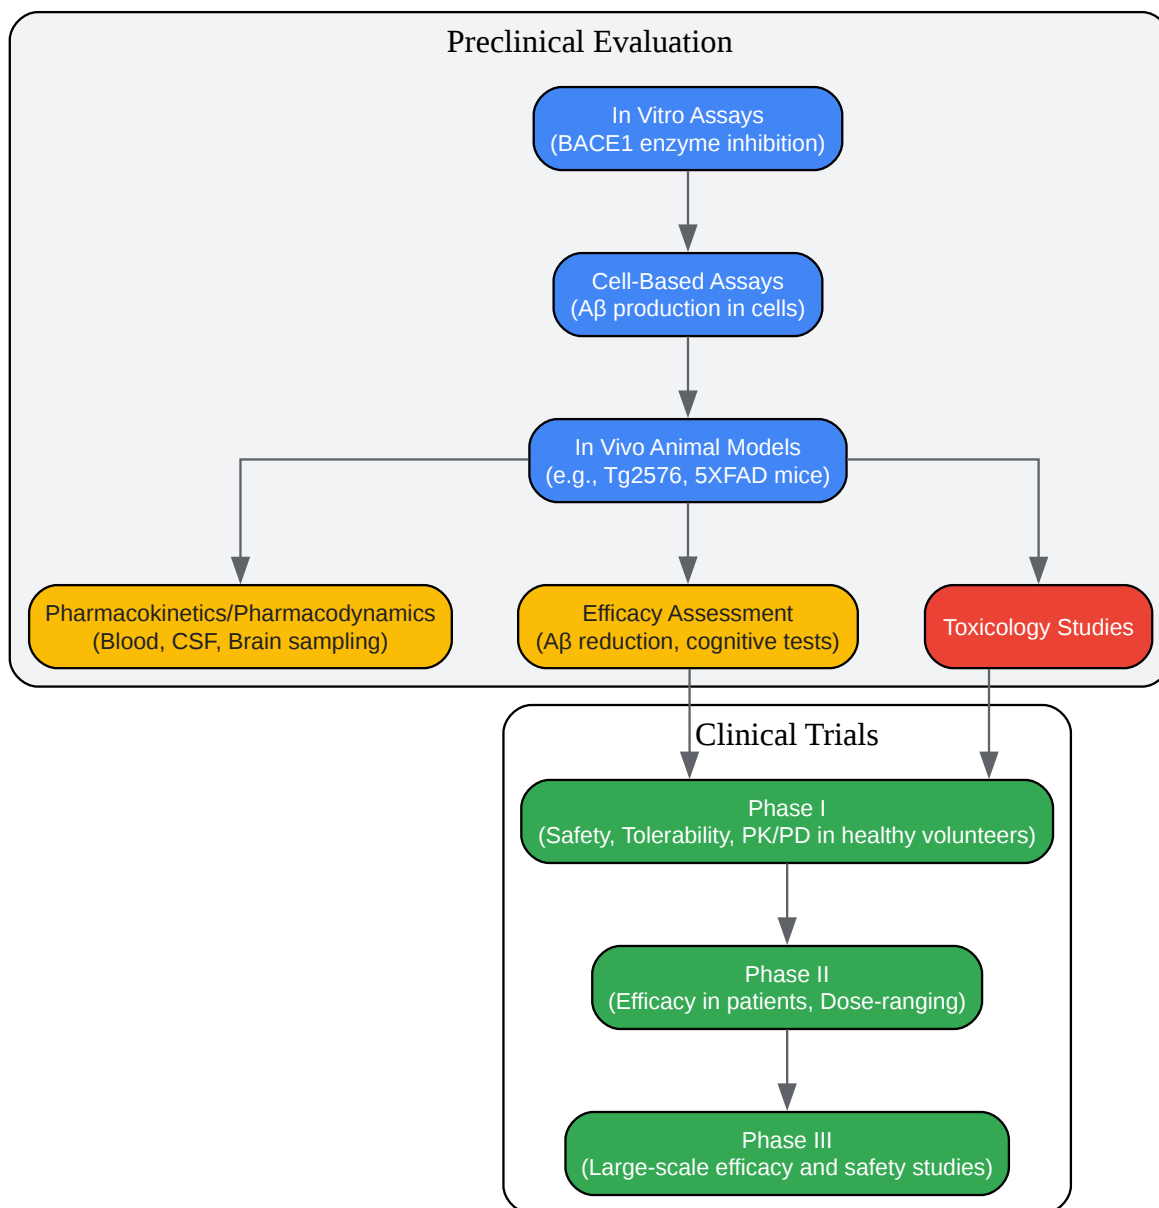 Preclinical Evaluation
In Vitro Assays
(BACE1 enzyme inhibition)
Cell-Based Assays
(Aβ production in cells)
In Vivo Animal Models
(e.g., Tg2576, 5XFAD mice)
Pharmacokinetics/Pharmacodynamics
(Blood, CSF, Brain sampling)
Efficacy Assessment
(Aβ reduction, cognitive tests)
Toxicology Studies
Clinical Trials
Phase I
(Safety, Tolerability, PK/PD in healthy volunteers)
Phase II
(Efficacy in patients, Dose-ranging)
Phase III
(Large-scale efficacy and safety studies)